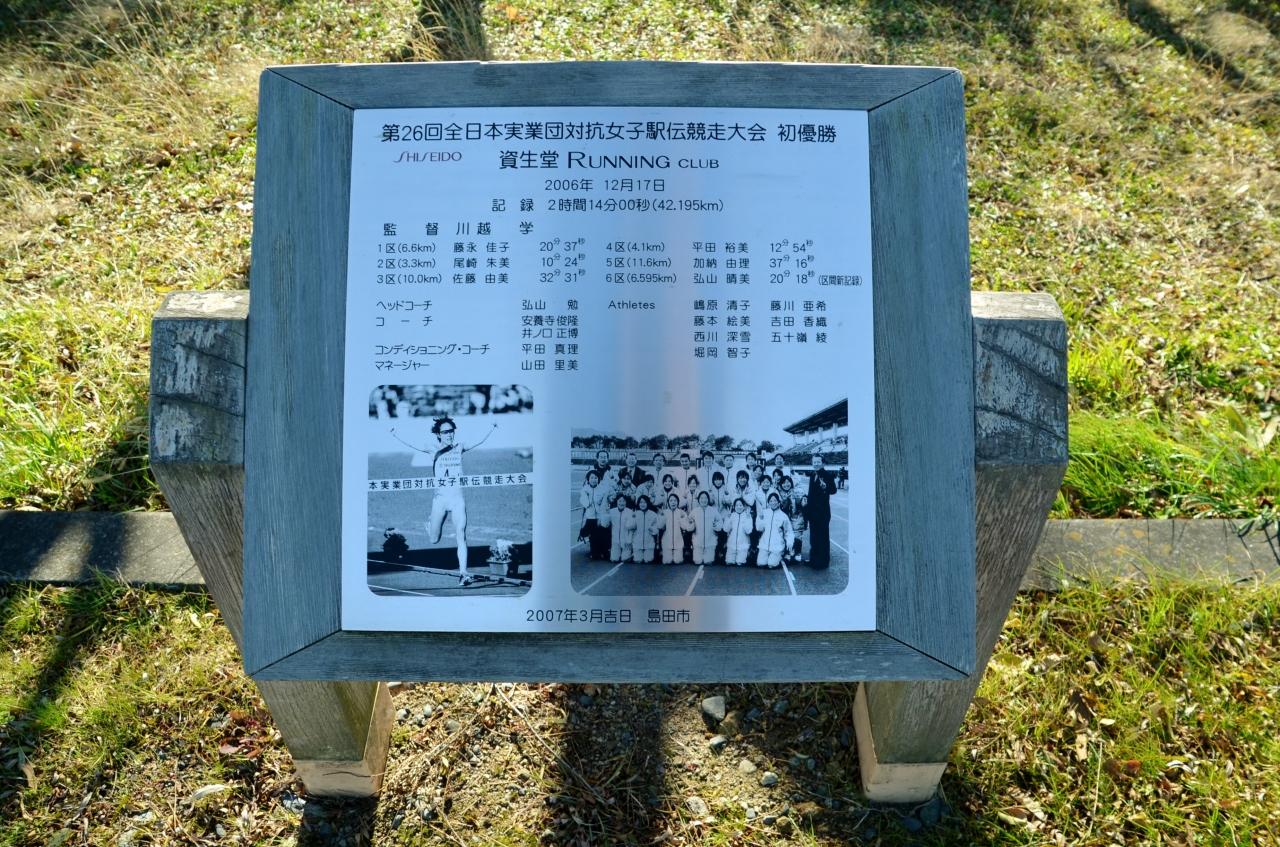 第26回全日本実業団対抗女子駅伝競走大会 初優勝
SHISEIDO 資生堂 RUNNING CLUB
2006年 12月17日
記 録 2時間14分00秒(42.195km)
監 督 川 越 学
1区(6.6km) 藤永 佳子 20分37秒 4区(4.1km) 平田 裕美 12分54秒
2区(3.3km) 尾崎 朱美 10分24秒 5区(11.6km) 加納 由理 37分16秒
3区(10.0km) 佐藤 由美 32分31秒 6区(6.595km) 弘山 晴美 20分18秒(区間新記録)
ヘッドコーチ 弘山 勉 Athletes 嶋原 清子 藤川 亜希
コーチ 安養寺俊隆 藤本 絵美 吉田 香織
井ノ口 正博 西川 深雪 五十嶺 綾
コンディショニング・コーチ 平田 真理 堀岡 智子
マネージャー 山田 里美
本実業団対抗女子駅伝競走大会
2007年3月吉日 島田市